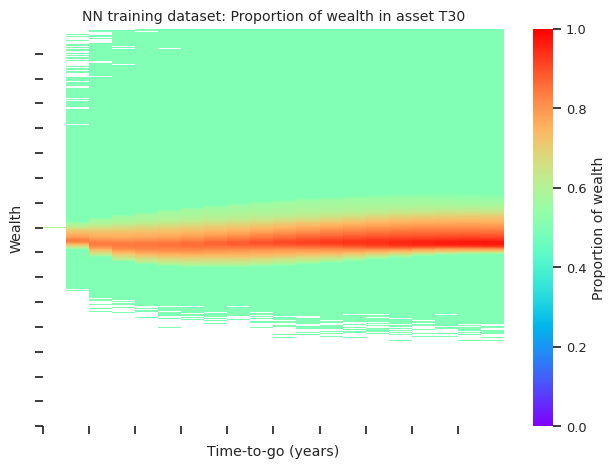 NN training dataset: Proportion of wealth in asset T30
Wealth
Time-to-go (years)
1.0
0.8
0.6
0.4
0.2
0.0
Proportion of wealth